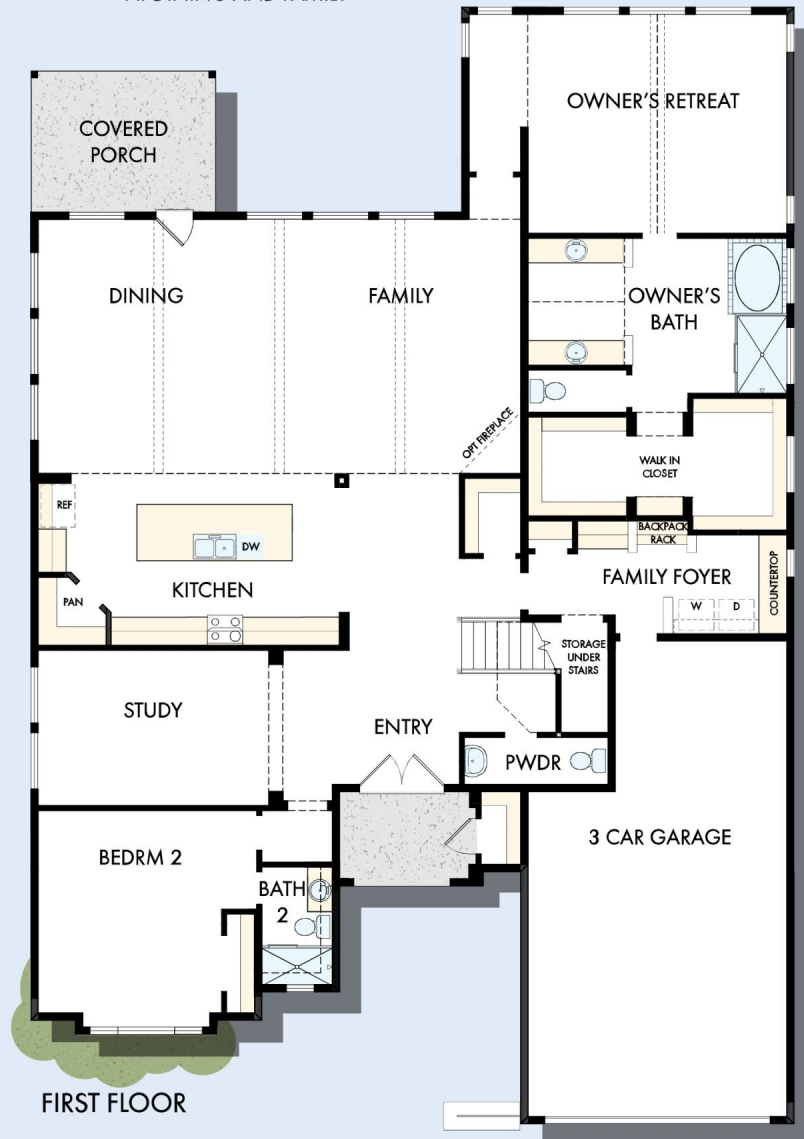 OWNER'S RETREAT
COVERED
PORCH
DINING
FAMILY
OWNER'S
BATH
OPT FIREPLACE
WALK IN
CLOSET
REF
DW
BACKPACK
RACK
KITCHEN
FAMILY FOYER
COUNTERTOP
PAN
W
D
STORAGE
UNDER
STAIRS
STUDY
ENTRY
PWDR
3 CAR GARAGE
BEDRM 2
BATH
2
FIRST FLOOR